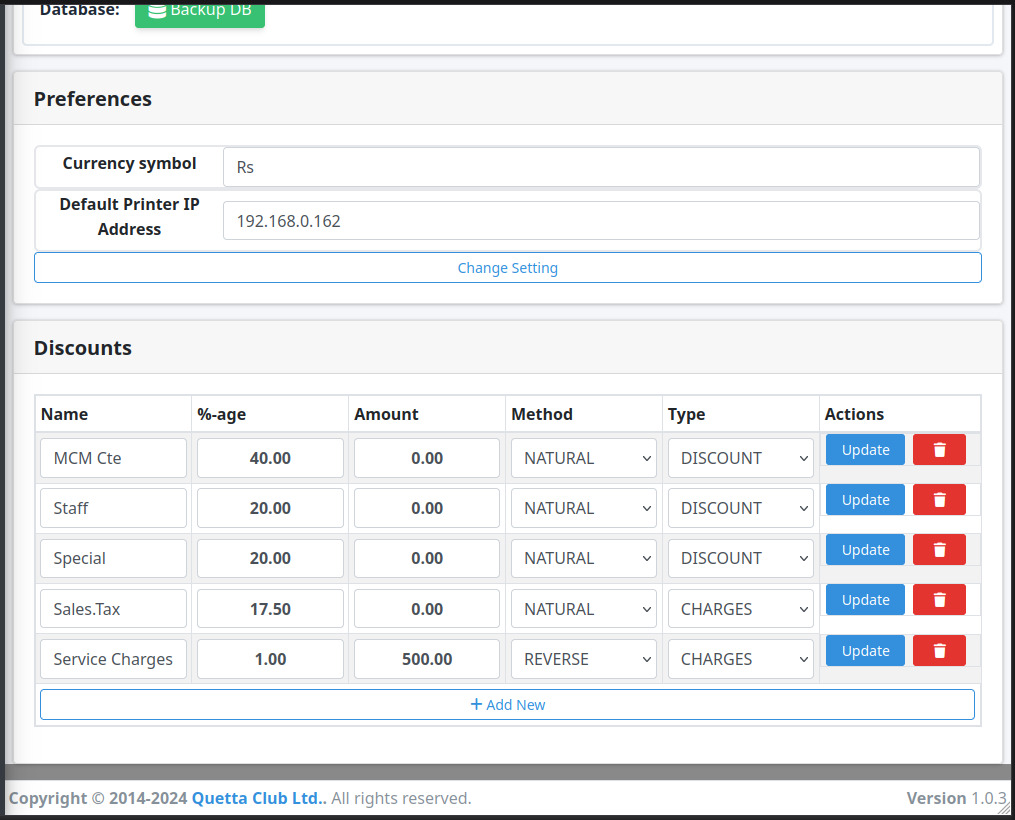 Database: Backup DB
Preferences
Currency symbol Rs
Default Printer IP
Address 192.168.0.162
Change Setting
Discounts
Name %-age Amount Method Type Actions
MCM Cte 40.00 0.00 NATURAL DISCOUNT Update
Staff 20.00 0.00 NATURAL DISCOUNT Update
Special 20.00 0.00 NATURAL DISCOUNT Update
Sales.Tax 17.50 0.00 NATURAL CHARGES Update
Service Charges 1.00 500.00 REVERSE CHARGES Update
+ Add New
Copyright © 2014-2024 Quetta Club Ltd.. All rights reserved. Version 1.0.3